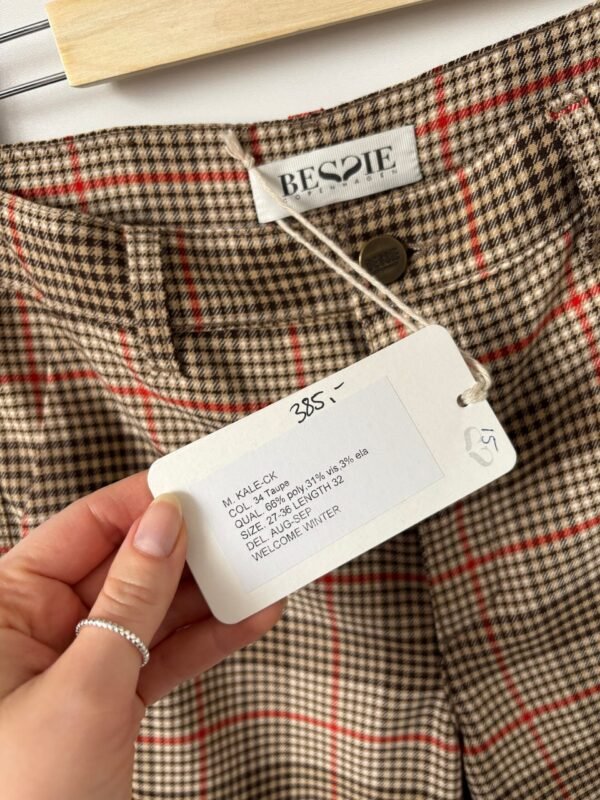 BESSIE
COPENHAGEN
385,-
M. KALE-CK
COL. 34 Taupe
QUAL. 66% poly.31% vis.3% ela
SIZE. 27-36 LENGTH 32
DEL. AUG-SEP
WELCOME WINTER
15